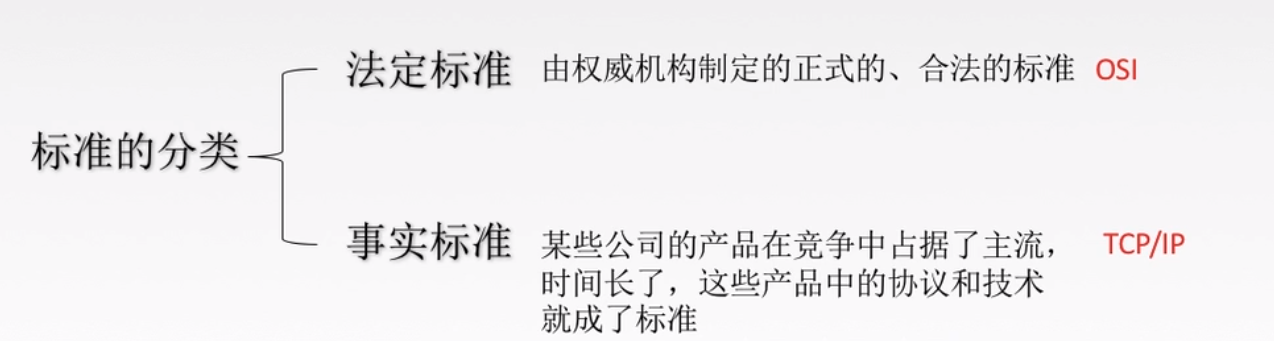 法定标准 由权威机构制定的正式的、合法的标准 OSI
标准的分类
事实标准 某些公司的产品在竞争中占据了主流， TCP/IP
时间长了，这些产品中的协议和技术
就成了标准